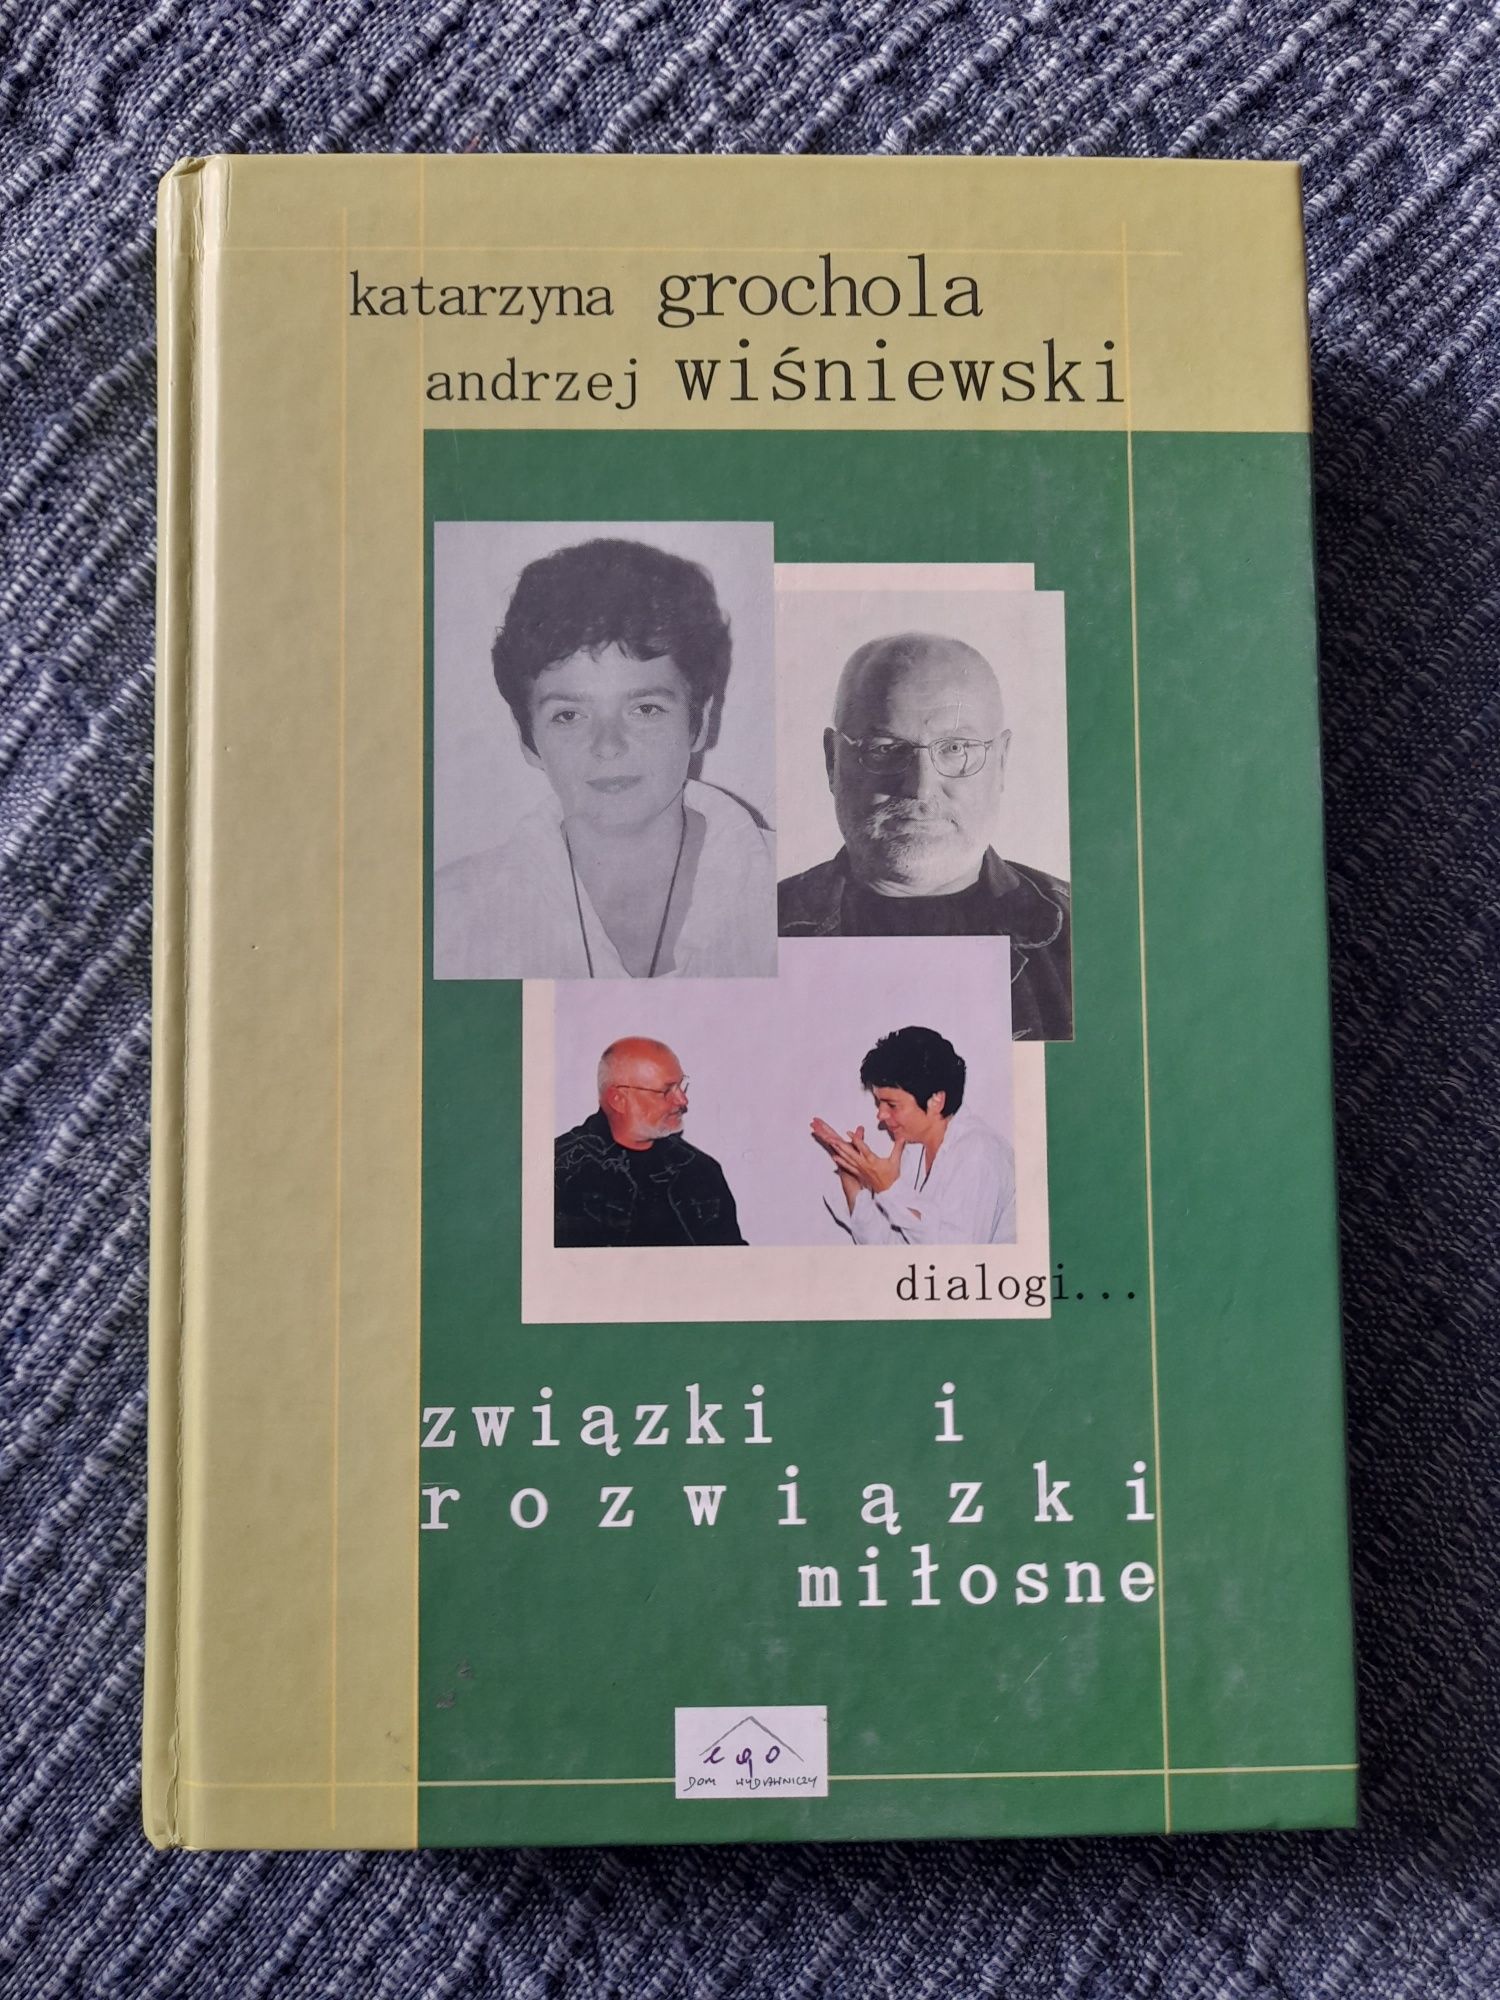 katarzyna grochola
andrzej wiśniewski
dialogi...
związki i
rozwiązki
miłosne
ego
DOM WYDAWNICZY